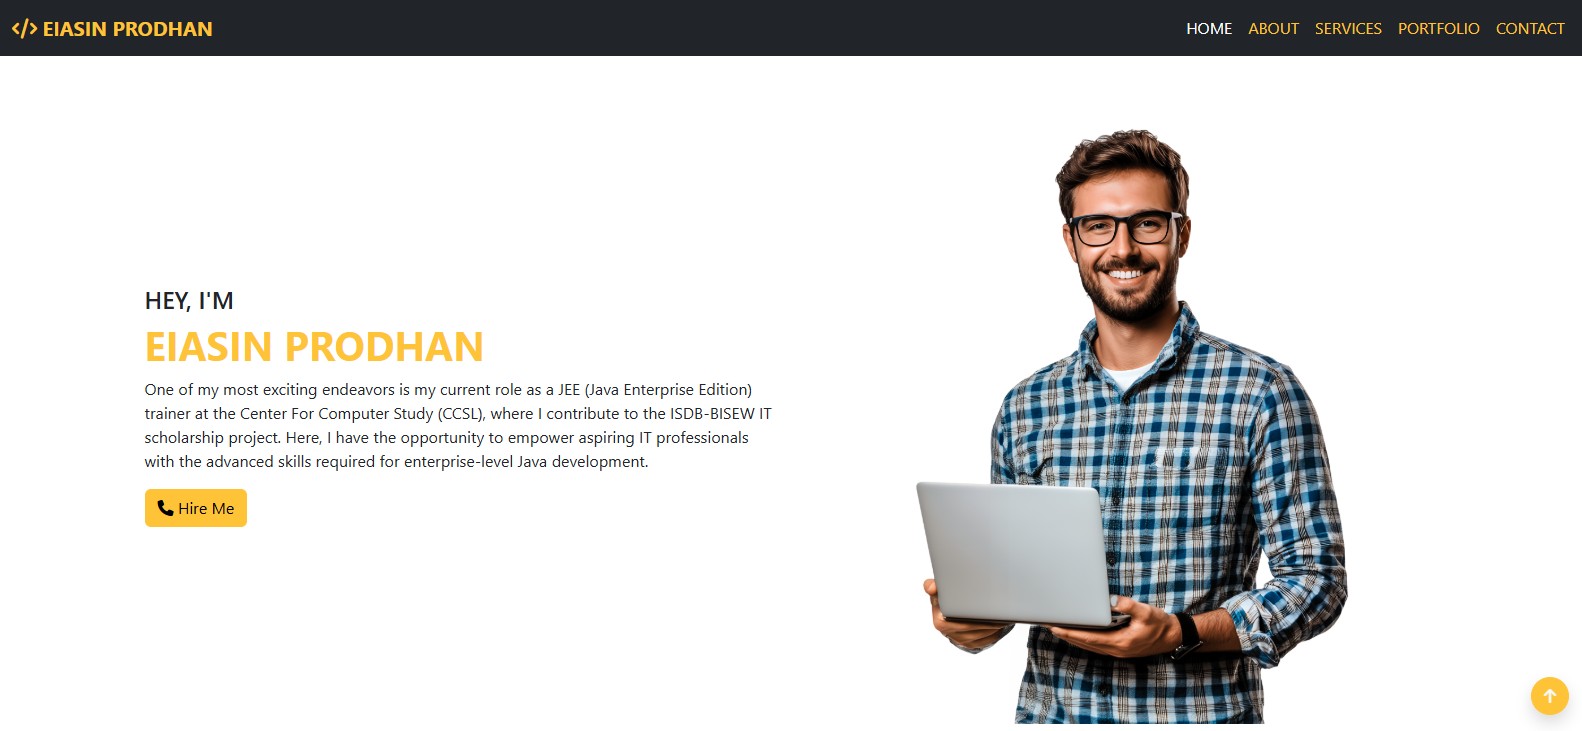 </> EIASIN PRODHAN
HOME ABOUT SERVICES PORTFOLIO CONTACT
HEY, I'M
EIASIN PRODHAN
One of my most exciting endeavors is my current role as a JEE (Java Enterprise Edition)
trainer at the Center For Computer Study (CCSL), where I contribute to the ISDB-BISEW IT
scholarship project. Here, I have the opportunity to empower aspiring IT professionals
with the advanced skills required for enterprise-level Java development.
Hire Me